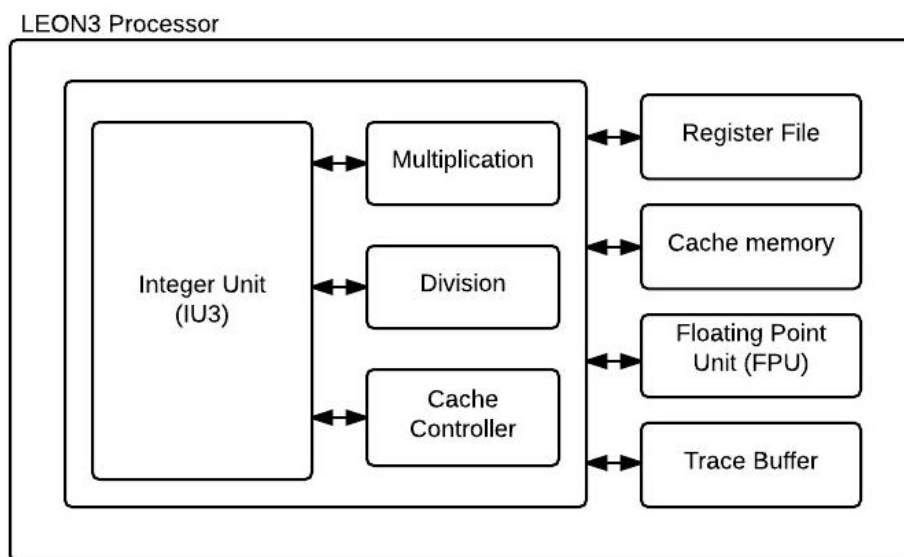 LEON3 Processor
Integer Unit
(IU3)
Multiplication
Division
Cache
Controller
Register File
Cache memory
Floating Point
Unit (FPU)
Trace Buffer